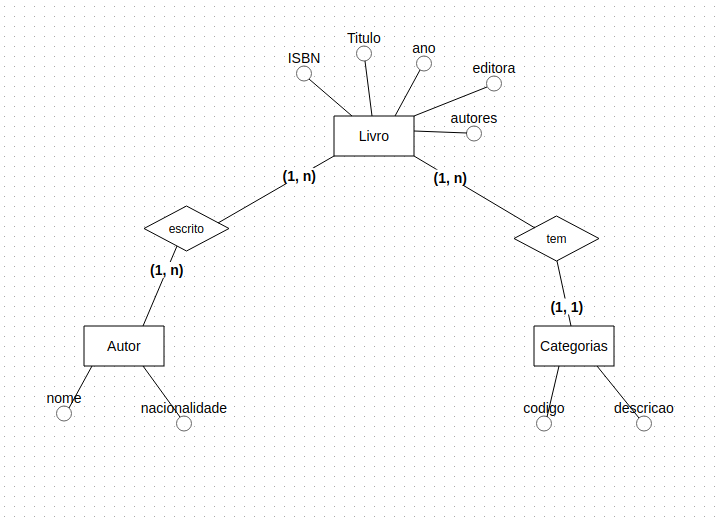 Titulo
ano
ISBN
editora
autores
Livro
(1, n)
(1, n)
escrito
tem
(1, n)
(1, 1)
Autor
Categorias
nome
nacionalidade
codigo
descricao